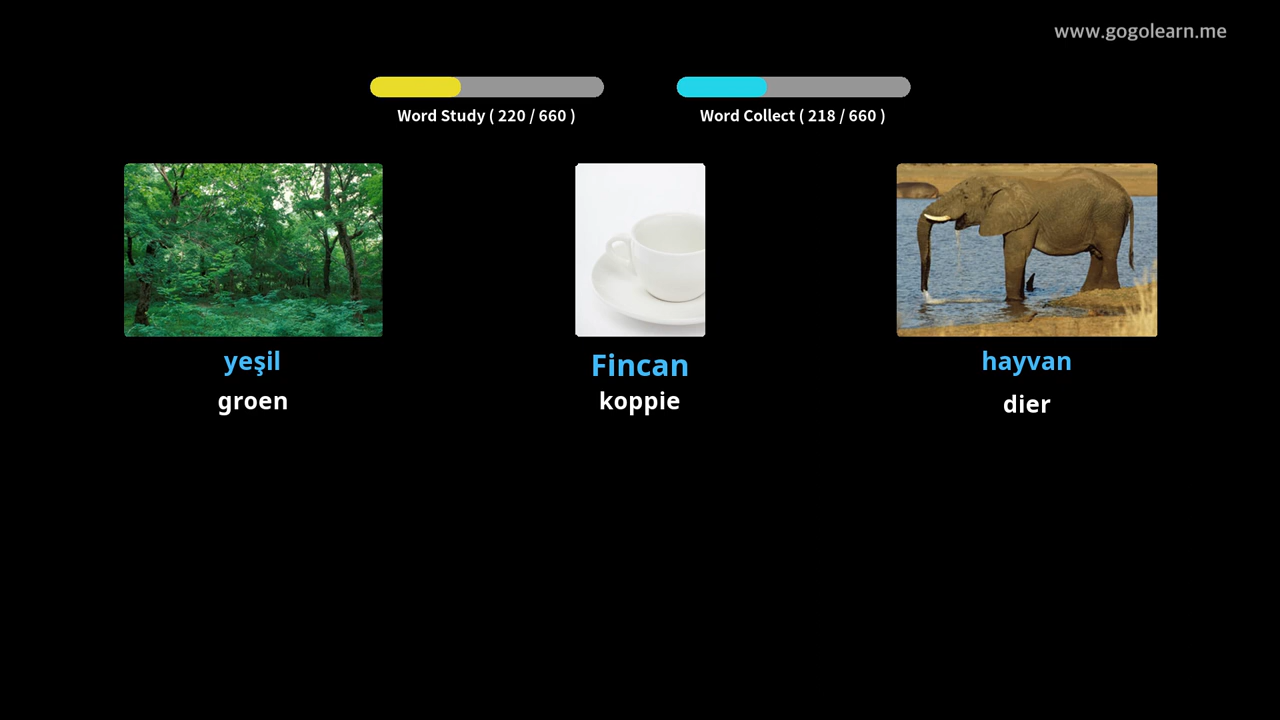 www.gogolearn.me
Word Study ( 220 / 660 )
Word Collect ( 218 / 660 )
yeşil
groen
Fincan
koppie
hayvan
dier